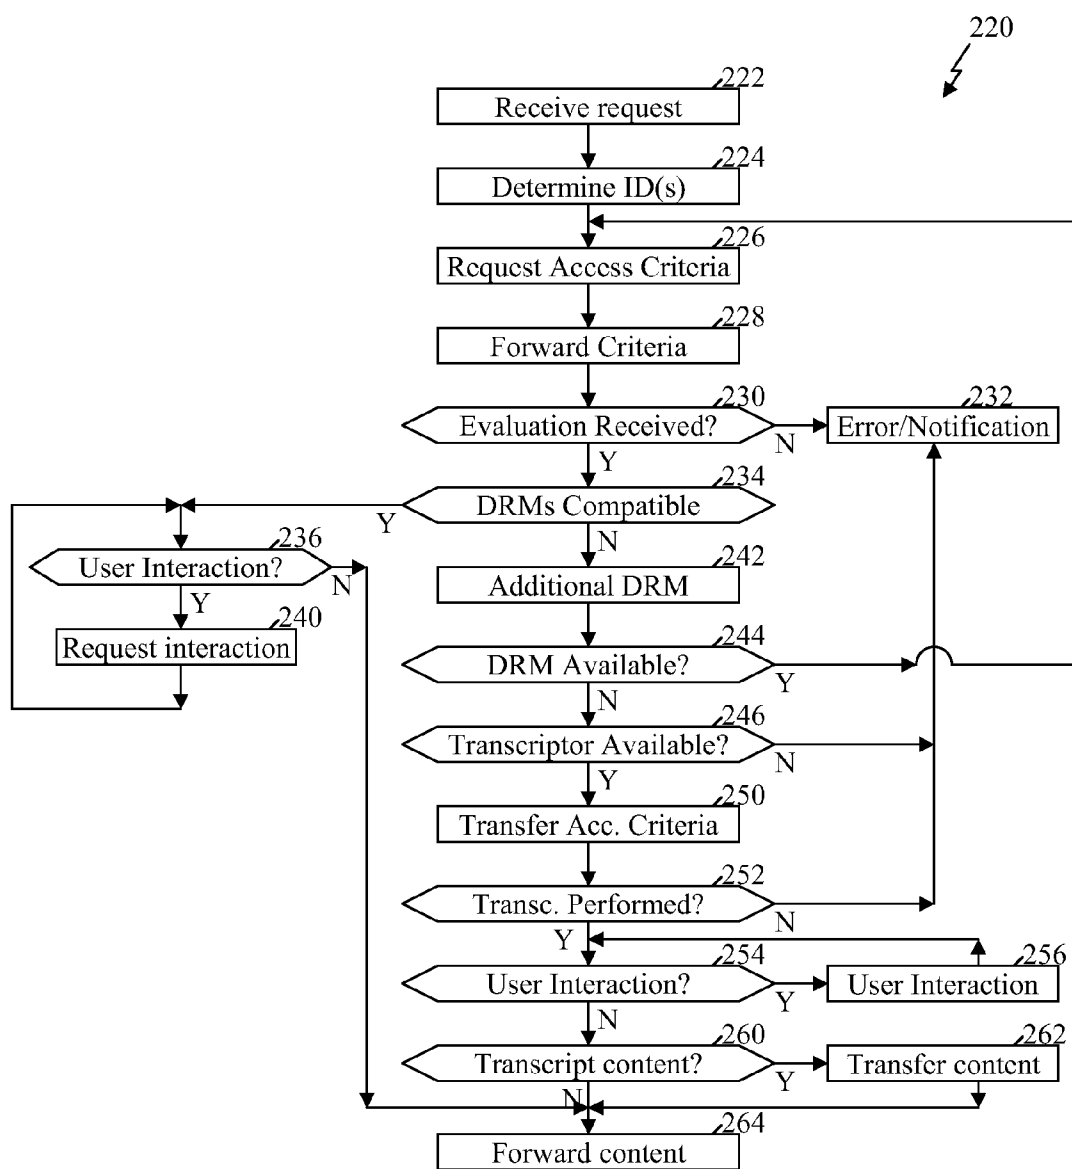 220
222
Receive request
224
Determine ID(s)
226
Request Access Criteria
228
Forward Criteria
230
Evaluation Received?
N
232
Error/Notification
Y
234
DRMs Compatible
Y
N
236
User Interaction?
N
Y
240
Request interaction
242
Additional DRM
244
DRM Available?
Y
N
246
Transcriptor Available?
N
Y
250
Transfer Acc. Criteria
252
Transc. Performed?
N
Y
254
User Interaction?
Y
256
User Interaction
N
260
Transcript content?
Y
262
Transfer content
N
264
Forward content